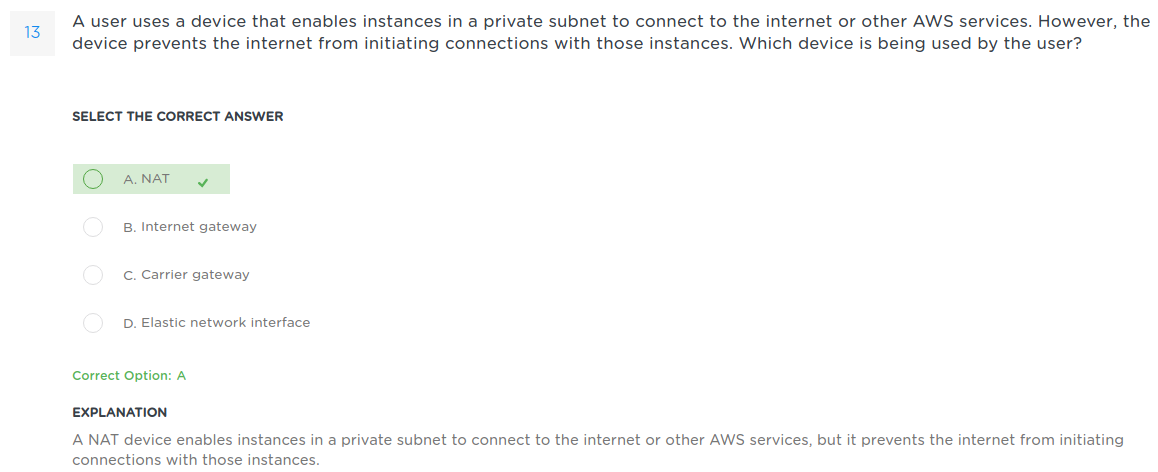 13
A user uses a device that enables instances in a private subnet to connect to the internet or other AWS services. However, the
device prevents the internet from initiating connections with those instances. Which device is being used by the user?
SELECT THE CORRECT ANSWER
A. NAT
B. Internet gateway
C. Carrier gateway
D. Elastic network interface
Correct Option: A
EXPLANATION
A NAT device enables instances in a private subnet to connect to the internet or other AWS services, but it prevents the internet from initiating
connections with those instances.